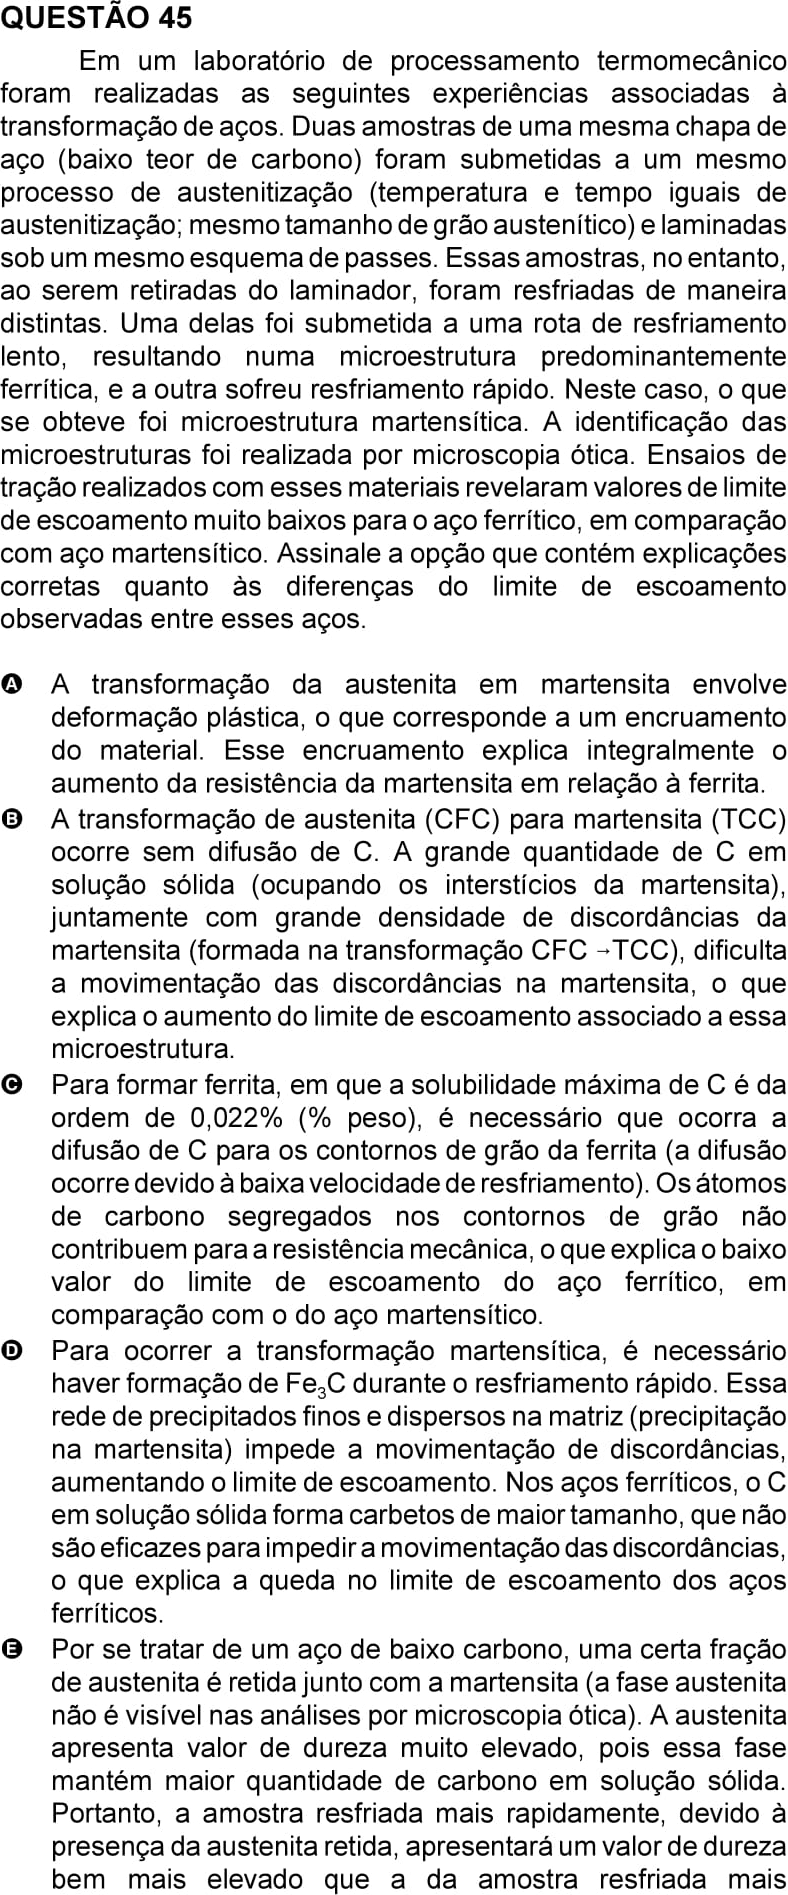 QUESTÃO 45
Em um laboratório de processamento termomecânico
foram realizadas as seguintes experiências associadas à
transformação de aços. Duas amostras de uma mesma chapa de
aço (baixo teor de carbono) foram submetidas a um mesmo
processo de austenitização (temperatura e tempo iguais de
austenitização; mesmo tamanho de grão austenítico) e laminadas
sob um mesmo esquema de passes. Essas amostras, no entanto,
ao serem retiradas do laminador, foram resfriadas de maneira
distintas. Uma delas foi submetida a uma rota de resfriamento
lento, resultando numa microestrutura predominantemente
ferrítica, e a outra sofreu resfriamento rápido. Neste caso, o que
se obteve foi microestrutura martensítica. A identificação das
microestruturas foi realizada por microscopia ótica. Ensaios de
tração realizados com esses materiais revelaram valores de limite
de escoamento muito baixos para o aço ferrítico, em comparação
com aço martensítico. Assinale a opção que contém explicações
corretas quanto às diferenças do limite de escoamento
observadas entre esses aços.
A A transformação da austenita em martensita envolve
deformação plástica, o que corresponde a um encruamento
do material. Esse encruamento explica integralmente o
aumento da resistência da martensita em relação à ferrita.
B A transformação de austenita (CFC) para martensita (TCC)
ocorre sem difusão de C. A grande quantidade de C em
solução sólida (ocupando os interstícios da martensita),
juntamente com grande densidade de discordâncias da
martensita (formada na transformação CFC →TCC), dificulta
a movimentação das discordâncias na martensita, o que
explica o aumento do limite de escoamento associado a essa
microestrutura.
C Para formar ferrita, em que a solubilidade máxima de C é da
ordem de 0,022% (% peso), é necessário que ocorra a
difusão de C para os contornos de grão da ferrita (a difusão
ocorre devido à baixa velocidade de resfriamento). Os átomos
de carbono segregados nos contornos de grão não
contribuem para a resistência mecânica, o que explica o baixo
valor do limite de escoamento do aço ferrítico, em
comparação com o do aço martensítico.
D Para ocorrer a transformação martensítica, é necessário
haver formação de Fe₃C durante o resfriamento rápido. Essa
rede de precipitados finos e dispersos na matriz (precipitação
na martensita) impede a movimentação de discordâncias,
aumentando o limite de escoamento. Nos aços ferríticos, o C
em solução sólida forma carbetos de maior tamanho, que não
são eficazes para impedir a movimentação das discordâncias,
o que explica a queda no limite de escoamento dos aços
ferríticos.
E Por se tratar de um aço de baixo carbono, uma certa fração
de austenita é retida junto com a martensita (a fase austenita
não é visível nas análises por microscopia ótica). A austenita
apresenta valor de dureza muito elevado, pois essa fase
mantém maior quantidade de carbono em solução sólida.
Portanto, a amostra resfriada mais rapidamente, devido à
presença da austenita retida, apresentará um valor de dureza
bem mais elevado que a da amostra resfriada mais